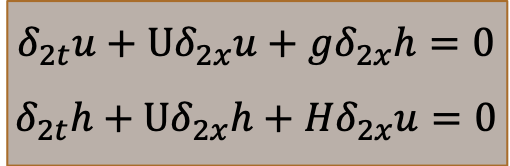 δ₂ₜu + Uδ₂ₓu + gδ₂ₓh = 0
δ₂ₜh + Uδ₂ₓh + Hδ₂ₓu = 0